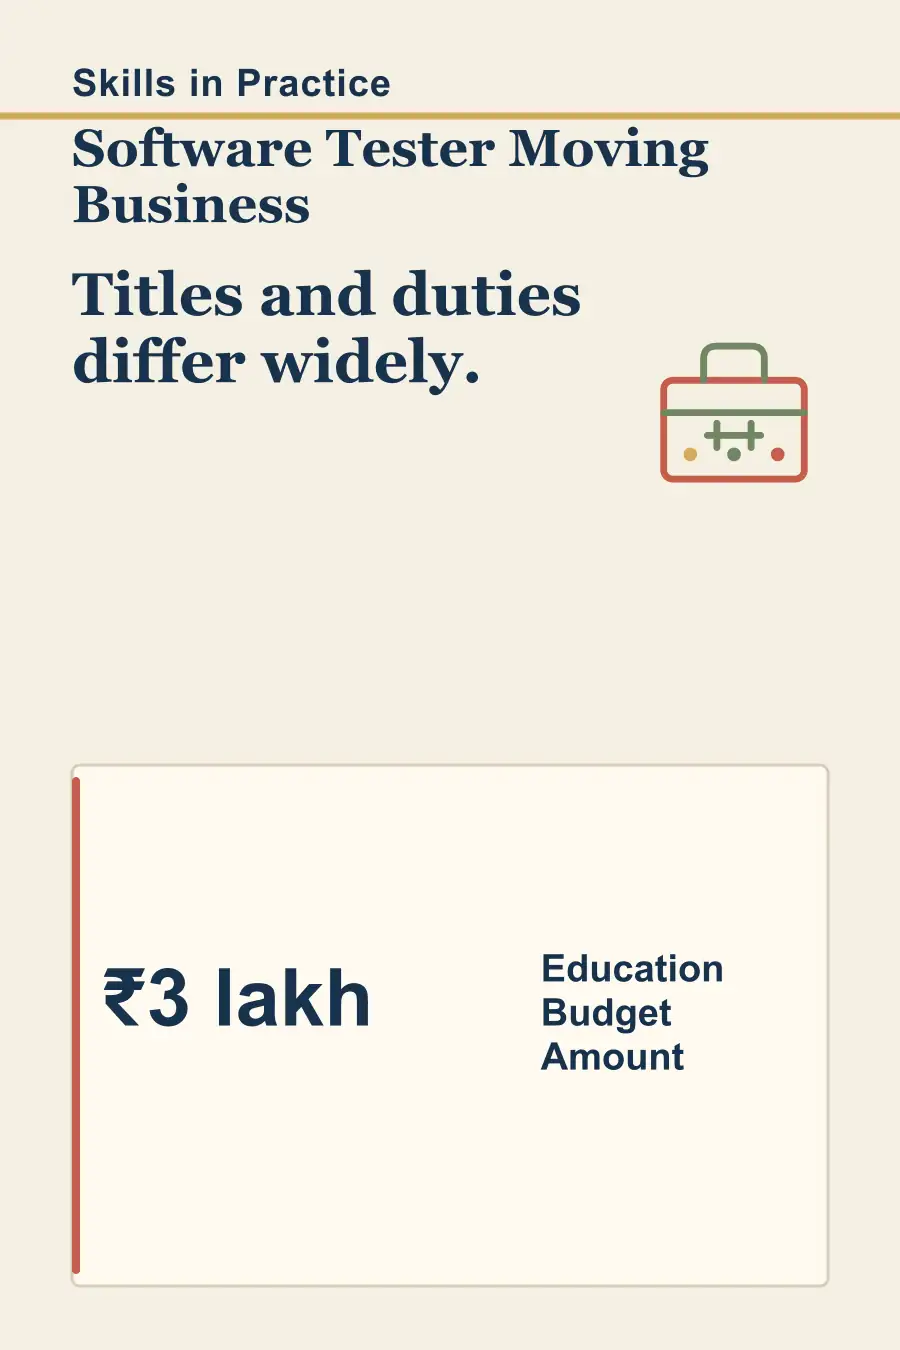 Skills in Practice
Software Tester Moving
Business
Titles and duties
differ widely.
₹3 lakh
Education
Budget
Amount